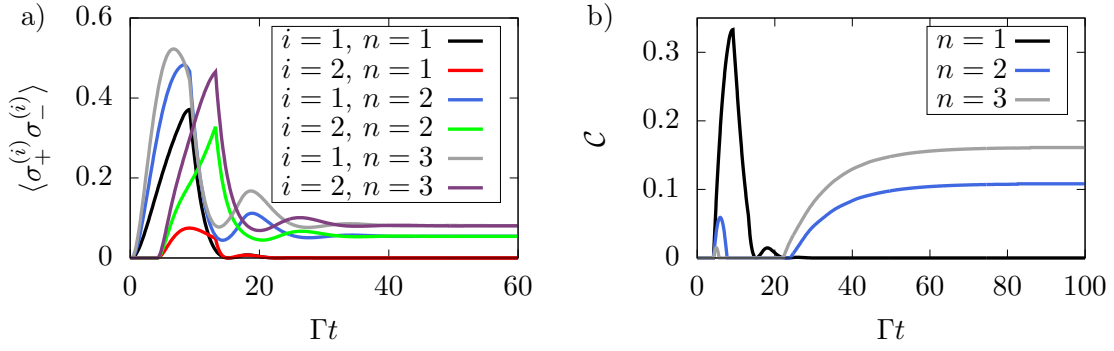 a)
0.6
0.4
0.2
0
⟨σ₊⁽ⁱ⁾σ₋⁽ⁱ⁾⟩
i = 1, n = 1
i = 2, n = 1
i = 1, n = 2
i = 2, n = 2
i = 1, n = 3
i = 2, n = 3
0 20 40 60
Γt
b)
0.3
0.2
0.1
0
𝒞
n = 1
n = 2
n = 3
0 20 40 60 80 100
Γt